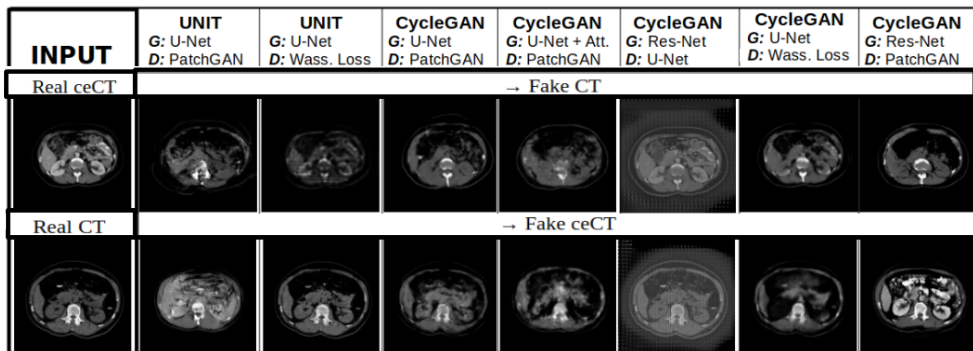 INPUT
UNIT
G: U-Net
D: PatchGAN
UNIT
G: U-Net
D: Wass. Loss
CycleGAN
G: U-Net
D: PatchGAN
CycleGAN
G: U-Net + Att.
D: PatchGAN
CycleGAN
G: Res-Net
D: U-Net
CycleGAN
G: U-Net
D: Wass. Loss
CycleGAN
G: Res-Net
D: PatchGAN
Real ceCT
→ Fake CT
Real CT
→ Fake ceCT